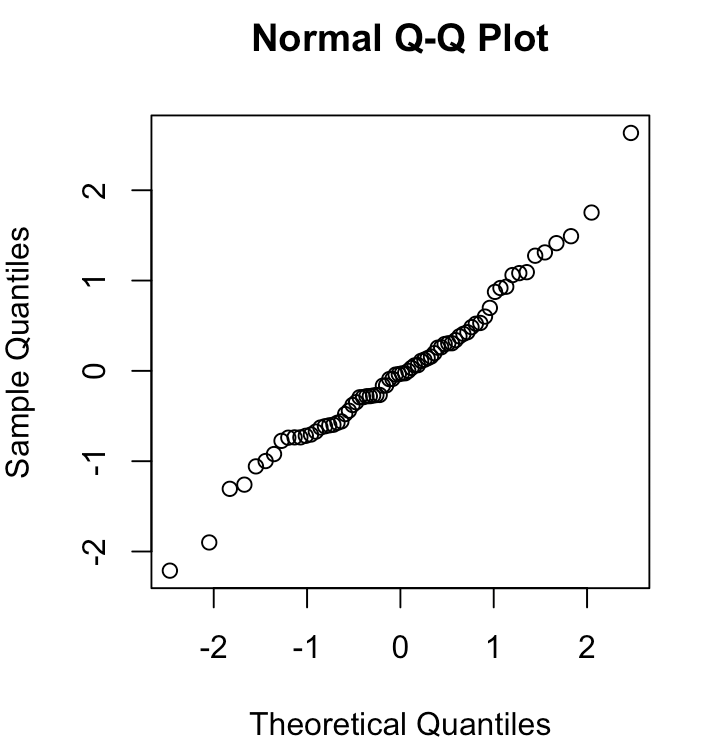 Normal Q-Q Plot
Sample Quantiles
2
1
0
-1
-2
-2 -1 0 1 2
Theoretical Quantiles